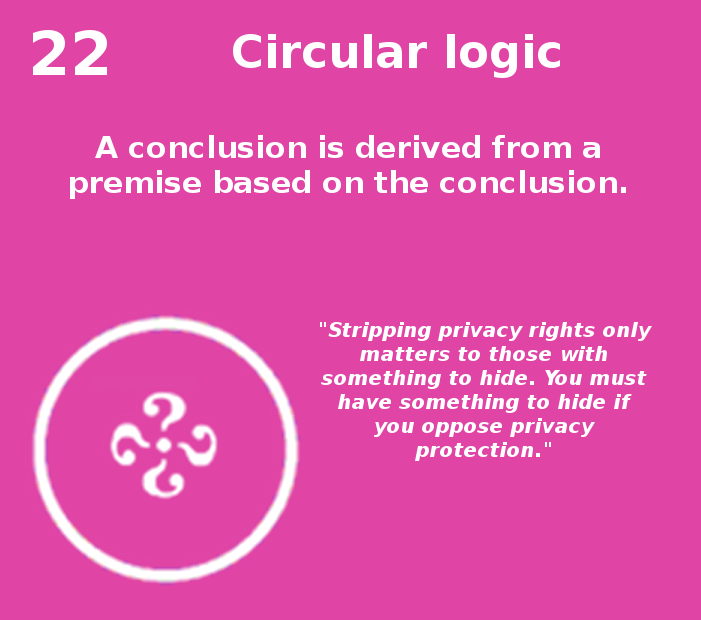 22 Circular logic
A conclusion is derived from a
premise based on the conclusion.
"Stripping privacy rights only
matters to those with
something to hide. You must
have something to hide if
you oppose privacy
protection."